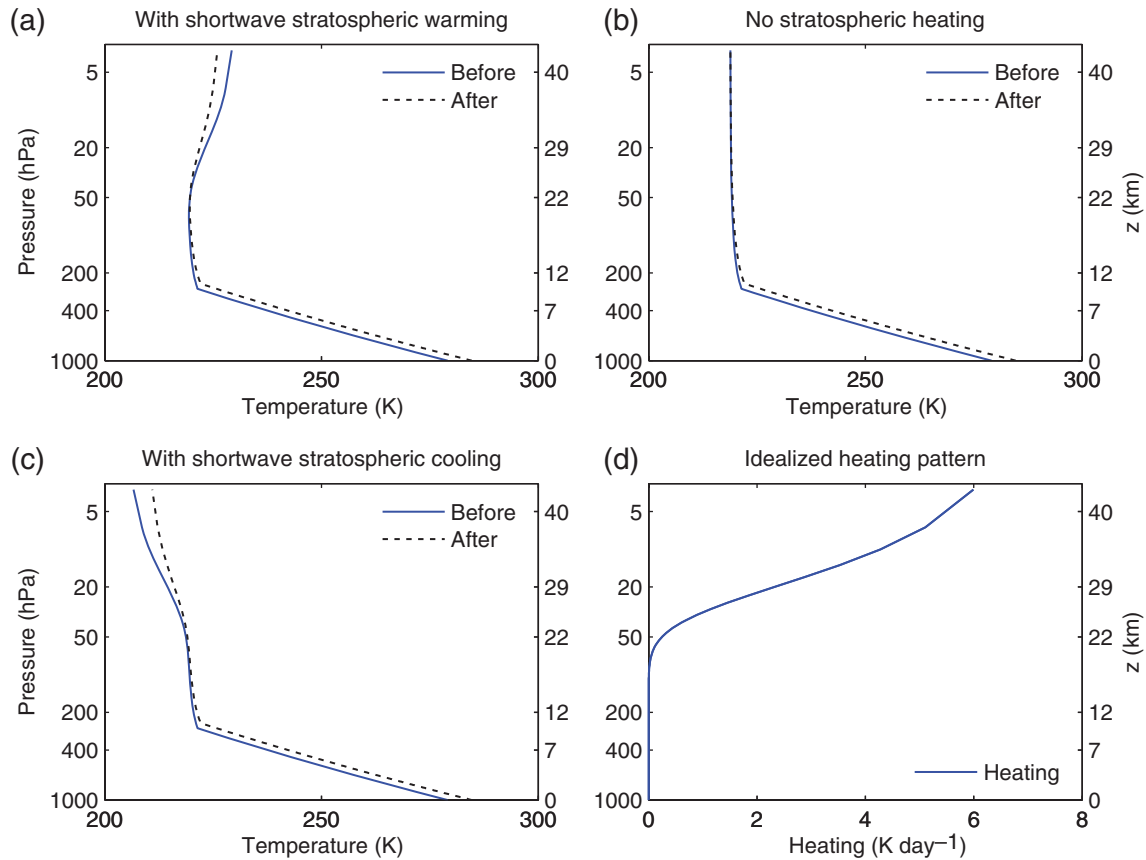 (a) With shortwave stratospheric warming
Before
After
5
20
50
200
400
1000
40
29
22
12
7
0
200 250 300
Pressure (hPa)
Temperature (K)
(b) No stratospheric heating
Before
After
5
20
50
200
400
1000
40
29
22
12
7
0
200 250 300
z (km)
Temperature (K)
(c) With shortwave stratospheric cooling
Before
After
5
20
50
200
400
1000
40
29
22
12
7
0
200 250 300
Pressure (hPa)
Temperature (K)
(d) Idealized heating pattern
5
20
50
200
400
1000
40
29
22
12
7
0
Heating
0 2 4 6 8
z (km)
Heating (K day–1)